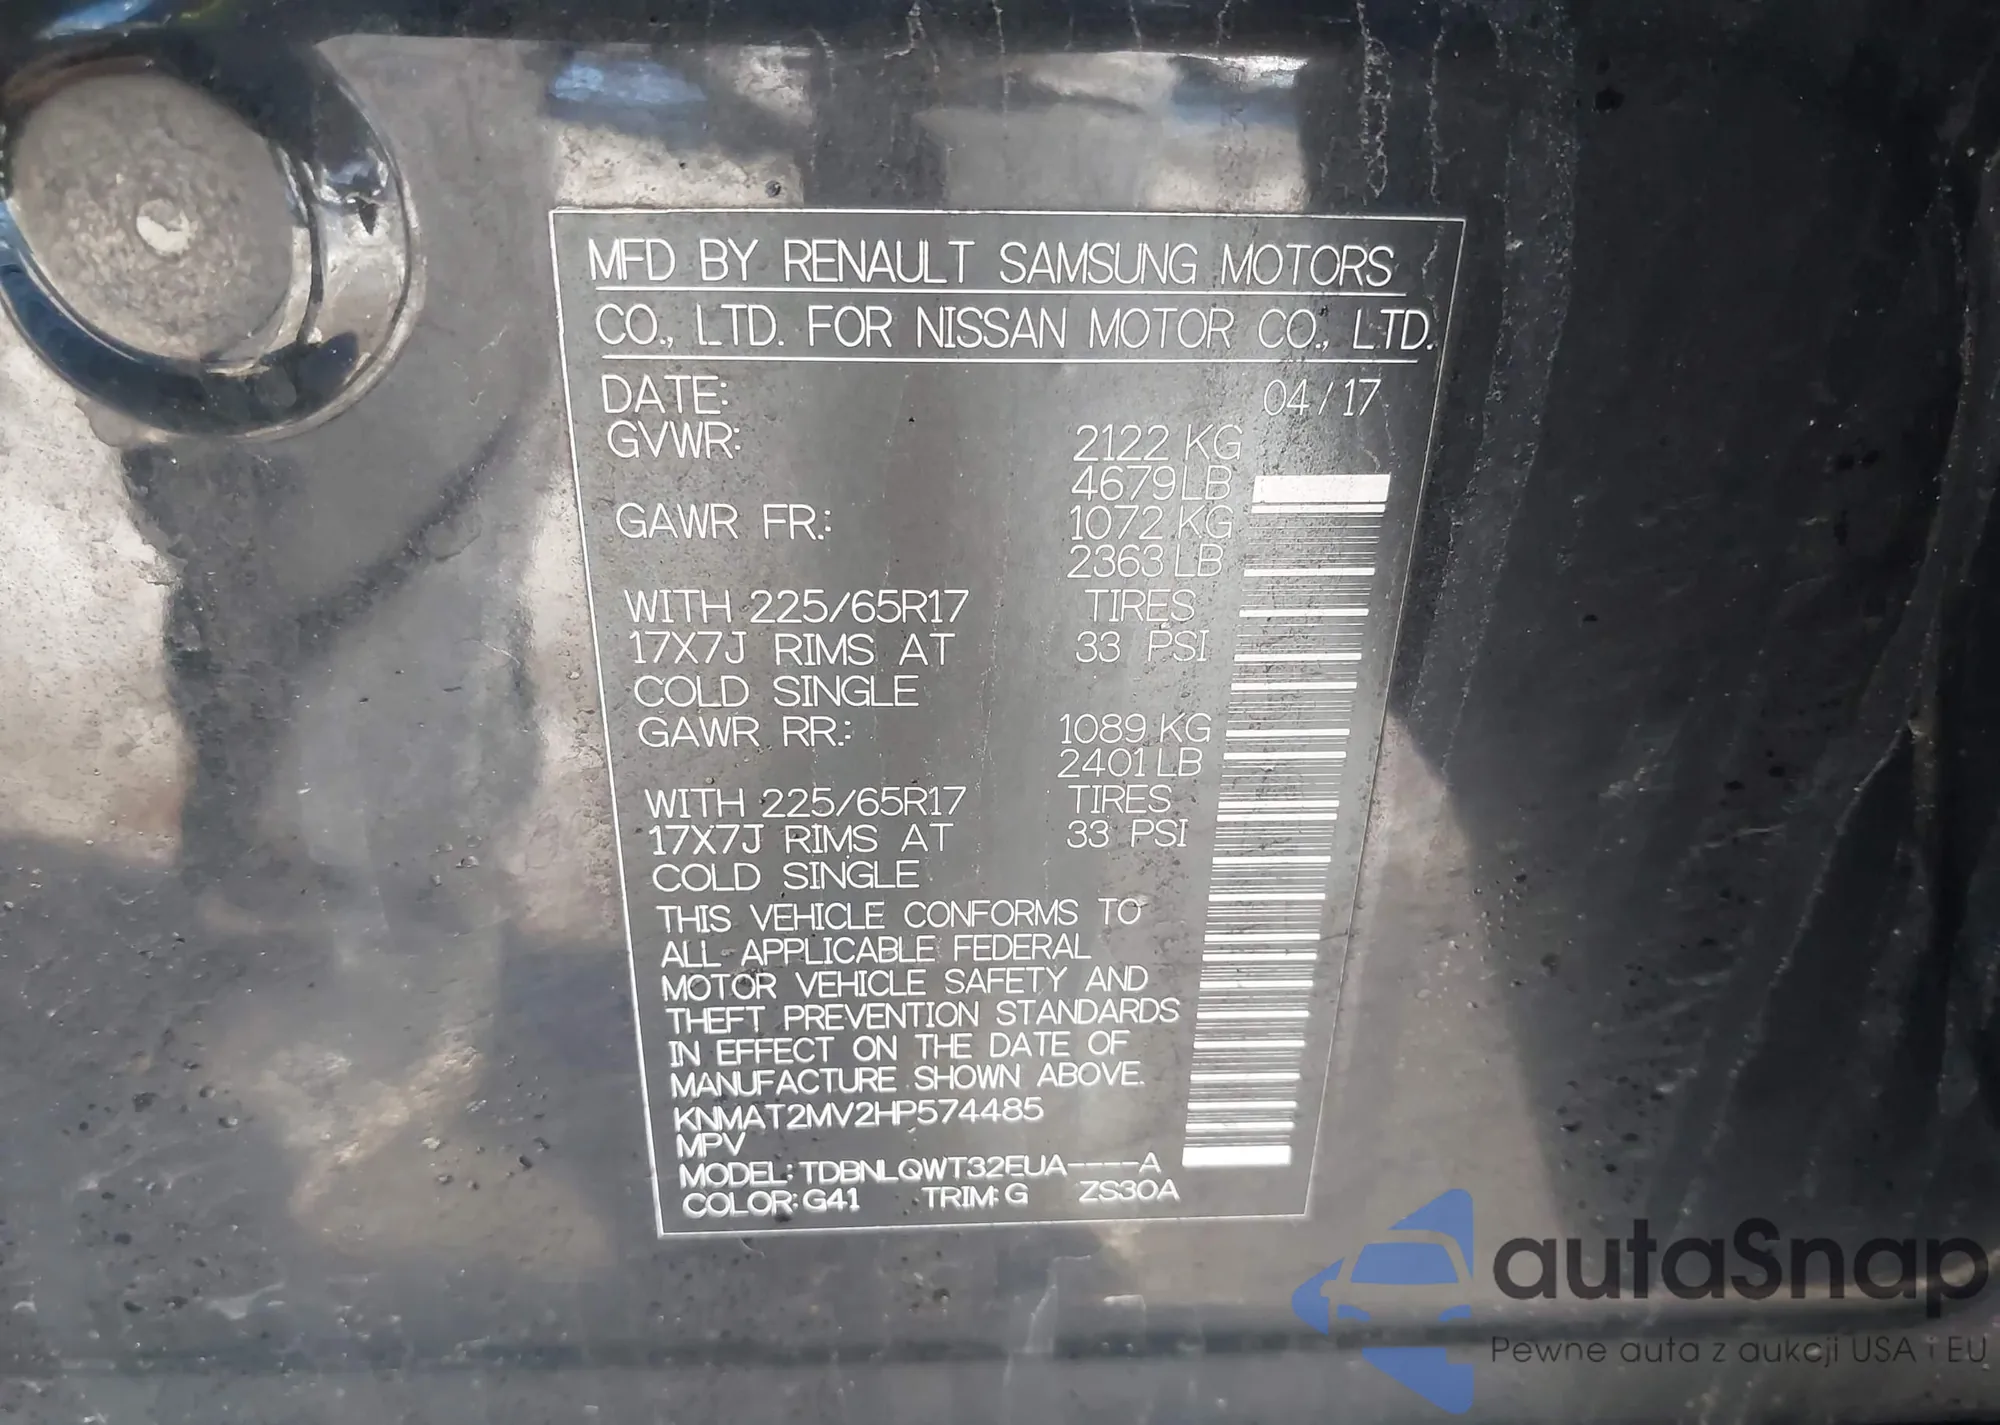 MFD BY RENAULT SAMSUNG MOTORS
CO., LTD. FOR NISSAN MOTOR CO., LTD.
DATE: 04/17
GVWR: 2122 KG
4679 LB
GAWR FR.: 1072 KG
2363 LB
WITH 225/65R17 TIRES
17X7J RIMS AT 33 PSI
COLD SINGLE
GAWR RR.: 1089 KG
2401 LB
WITH 225/65R17 TIRES
17X7J RIMS AT 33 PSI
COLD SINGLE
THIS VEHICLE CONFORMS TO
ALL APPLICABLE FEDERAL
MOTOR VEHICLE SAFETY AND
THEFT PREVENTION STANDARDS
IN EFFECT ON THE DATE OF
MANUFACTURE SHOWN ABOVE.
KNMAT2MV2HP574485
MPV
MODEL: TDBNLQWT32EUA----A
COLOR: G41 TRIM: G ZS30A
autaSnap
Pewne auta z aukcji USA i EU